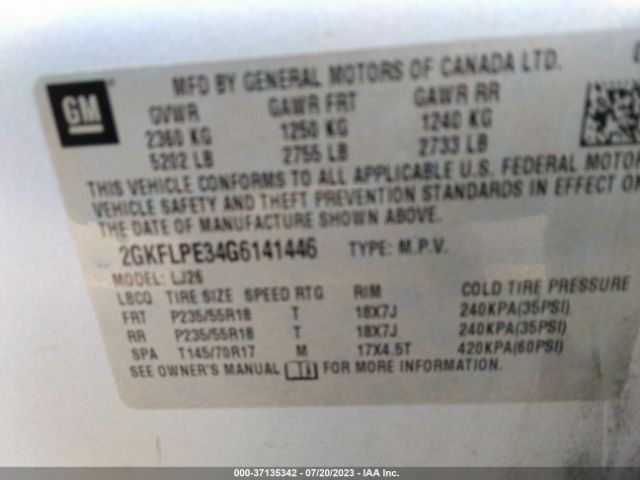 GM
MFD BY GENERAL MOTORS OF CANADA LTD.
GVWR GAWR FRT GAWR RR
2360 KG 1250 KG 1240 KG
5202 LB 2755 LB 2733 LB
THIS VEHICLE CONFORMS TO ALL APPLICABLE U.S. FEDERAL MOTOR
VEHICLE SAFETY AND THEFT PREVENTION STANDARDS IN EFFECT ON
THE DATE OF MANUFACTURE SHOWN ABOVE.
2GKFLPE34G6141446 TYPE: M.P.V.
MODEL: LJ26
LBCQ TIRE SIZE SPEED RTG RIM COLD TIRE PRESSURE
FRT P235/55R18 T 18X7J 240KPA(35PSI)
RR P235/55R18 T 18X7J 240KPA(35PSI)
SPA T145/70R17 M 17X4.5T 420KPA(60PSI)
SEE OWNER'S MANUAL FOR MORE INFORMATION.
000-37135342 - 07/20/2023 - IAA Inc.